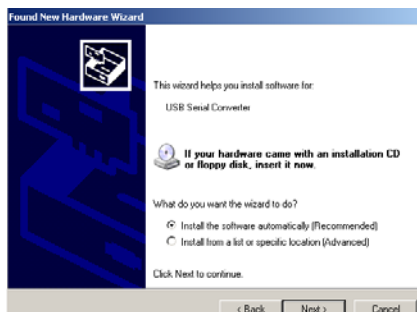 Found New Hardware Wizard
This wizard helps you install software for:
USB Serial Converter
If your hardware came with an installation CD
or floppy disk, insert it now.
What do you want the wizard to do?
Install the software automatically (Recommended)
Install from a list or specific location (Advanced)
Click Next to continue.
< Back Next > Cancel